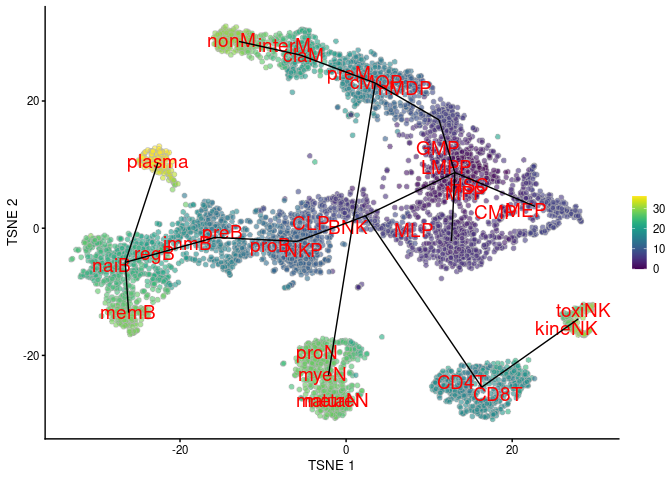 nonM
interM
claM
preM
cMOP
hMDP
20
plasma
GMP
LMPP
MPP
CMP
MEP
30
20
10
0
TSNE 2
0
CLP
BNK
MLP
preB
immB
regB
proB
NKP
naiB
memB
toxiNK
kineNK
proN
myeN
CD4T
CD8T
-20
-20
0
20
TSNE 1